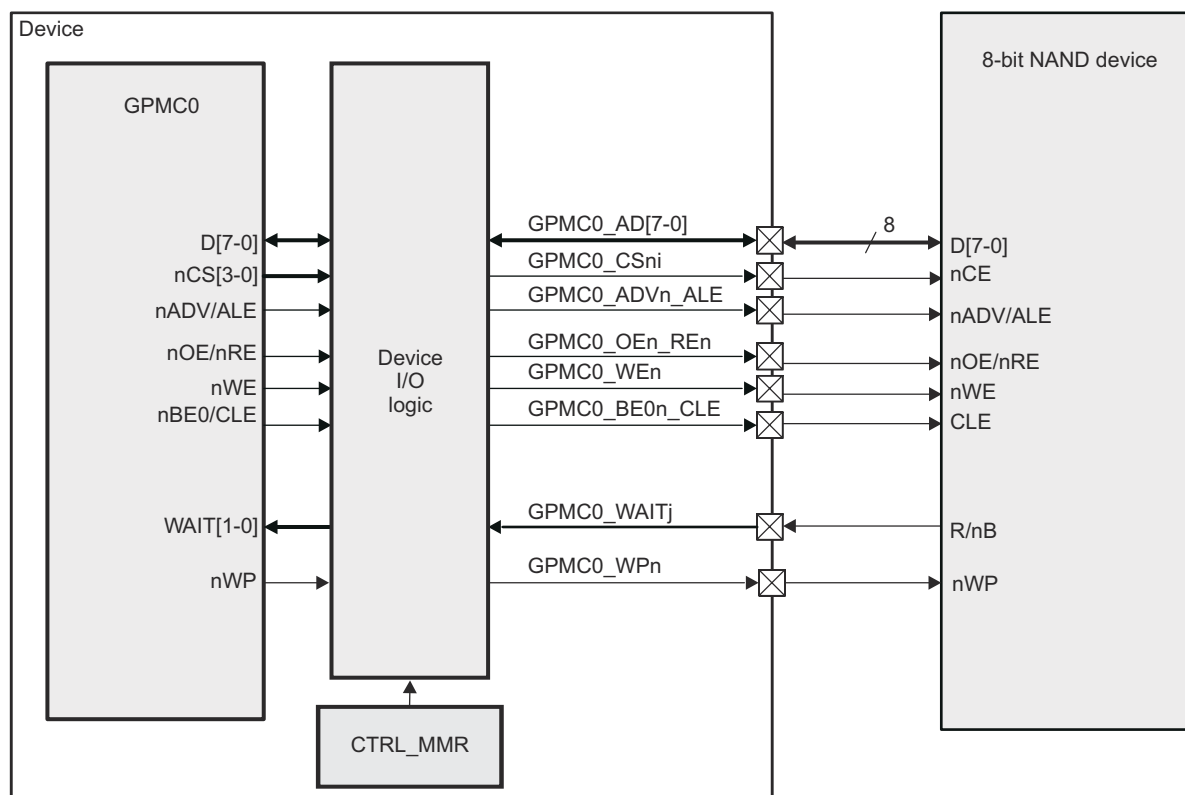 Device
8-bit NAND device
GPMC0
GPMC0_AD[7-0]
8
D[7-0]
D[7-0]
GPMC0_CSni
nCS[3-0]
nCE
GPMC0_ADVn_ALE
nADV/ALE
nADV/ALE
GPMC0_OEn_REn
nOE/nRE
Device
I/O
logic
nOE/nRE
GPMC0_WEn
nWE
nWE
GPMC0_BE0n_CLE
nBE0/CLE
CLE
GPMC0_WAITj
WAIT[1-0]
R/nB
GPMC0_WPn
nWP
nWP
CTRL_MMR